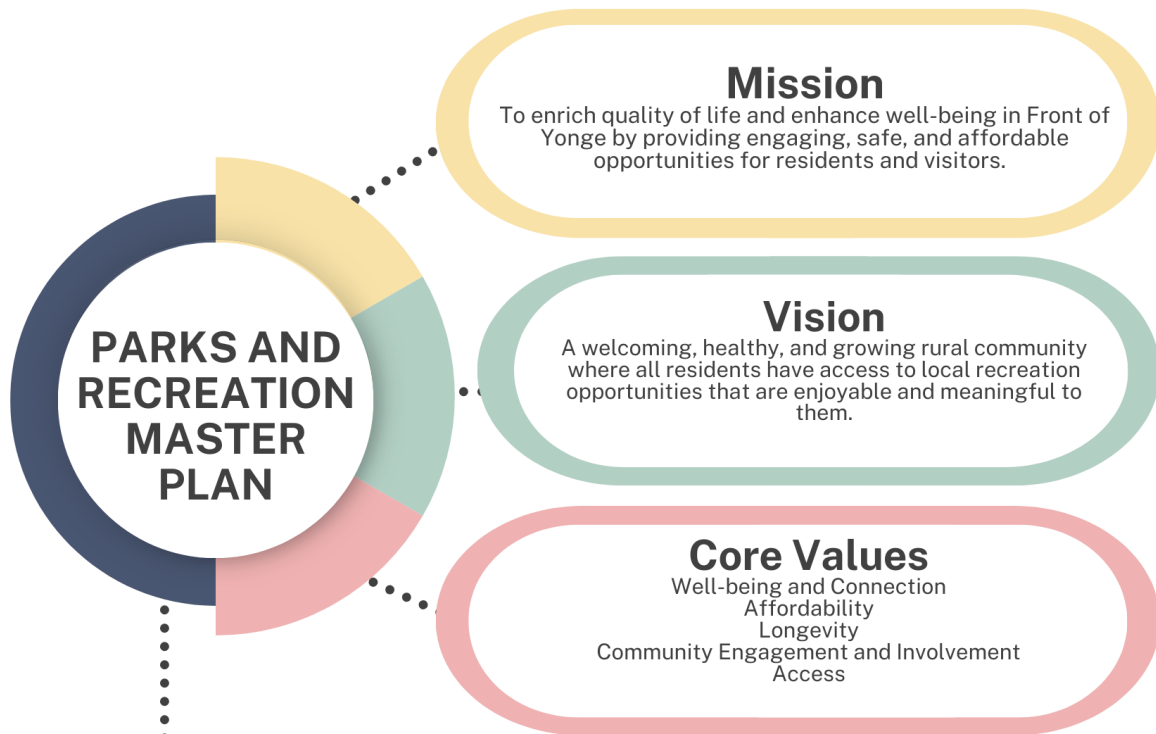 PARKS AND
RECREATION
MASTER
PLAN
Mission
To enrich quality of life and enhance well-being in Front of
Yonge by providing engaging, safe, and affordable
opportunities for residents and visitors.
Vision
A welcoming, healthy, and growing rural community
where all residents have access to local recreation
opportunities that are enjoyable and meaningful to
them.
Core Values
Well-being and Connection
Affordability
Longevity
Community Engagement and Involvement
Access